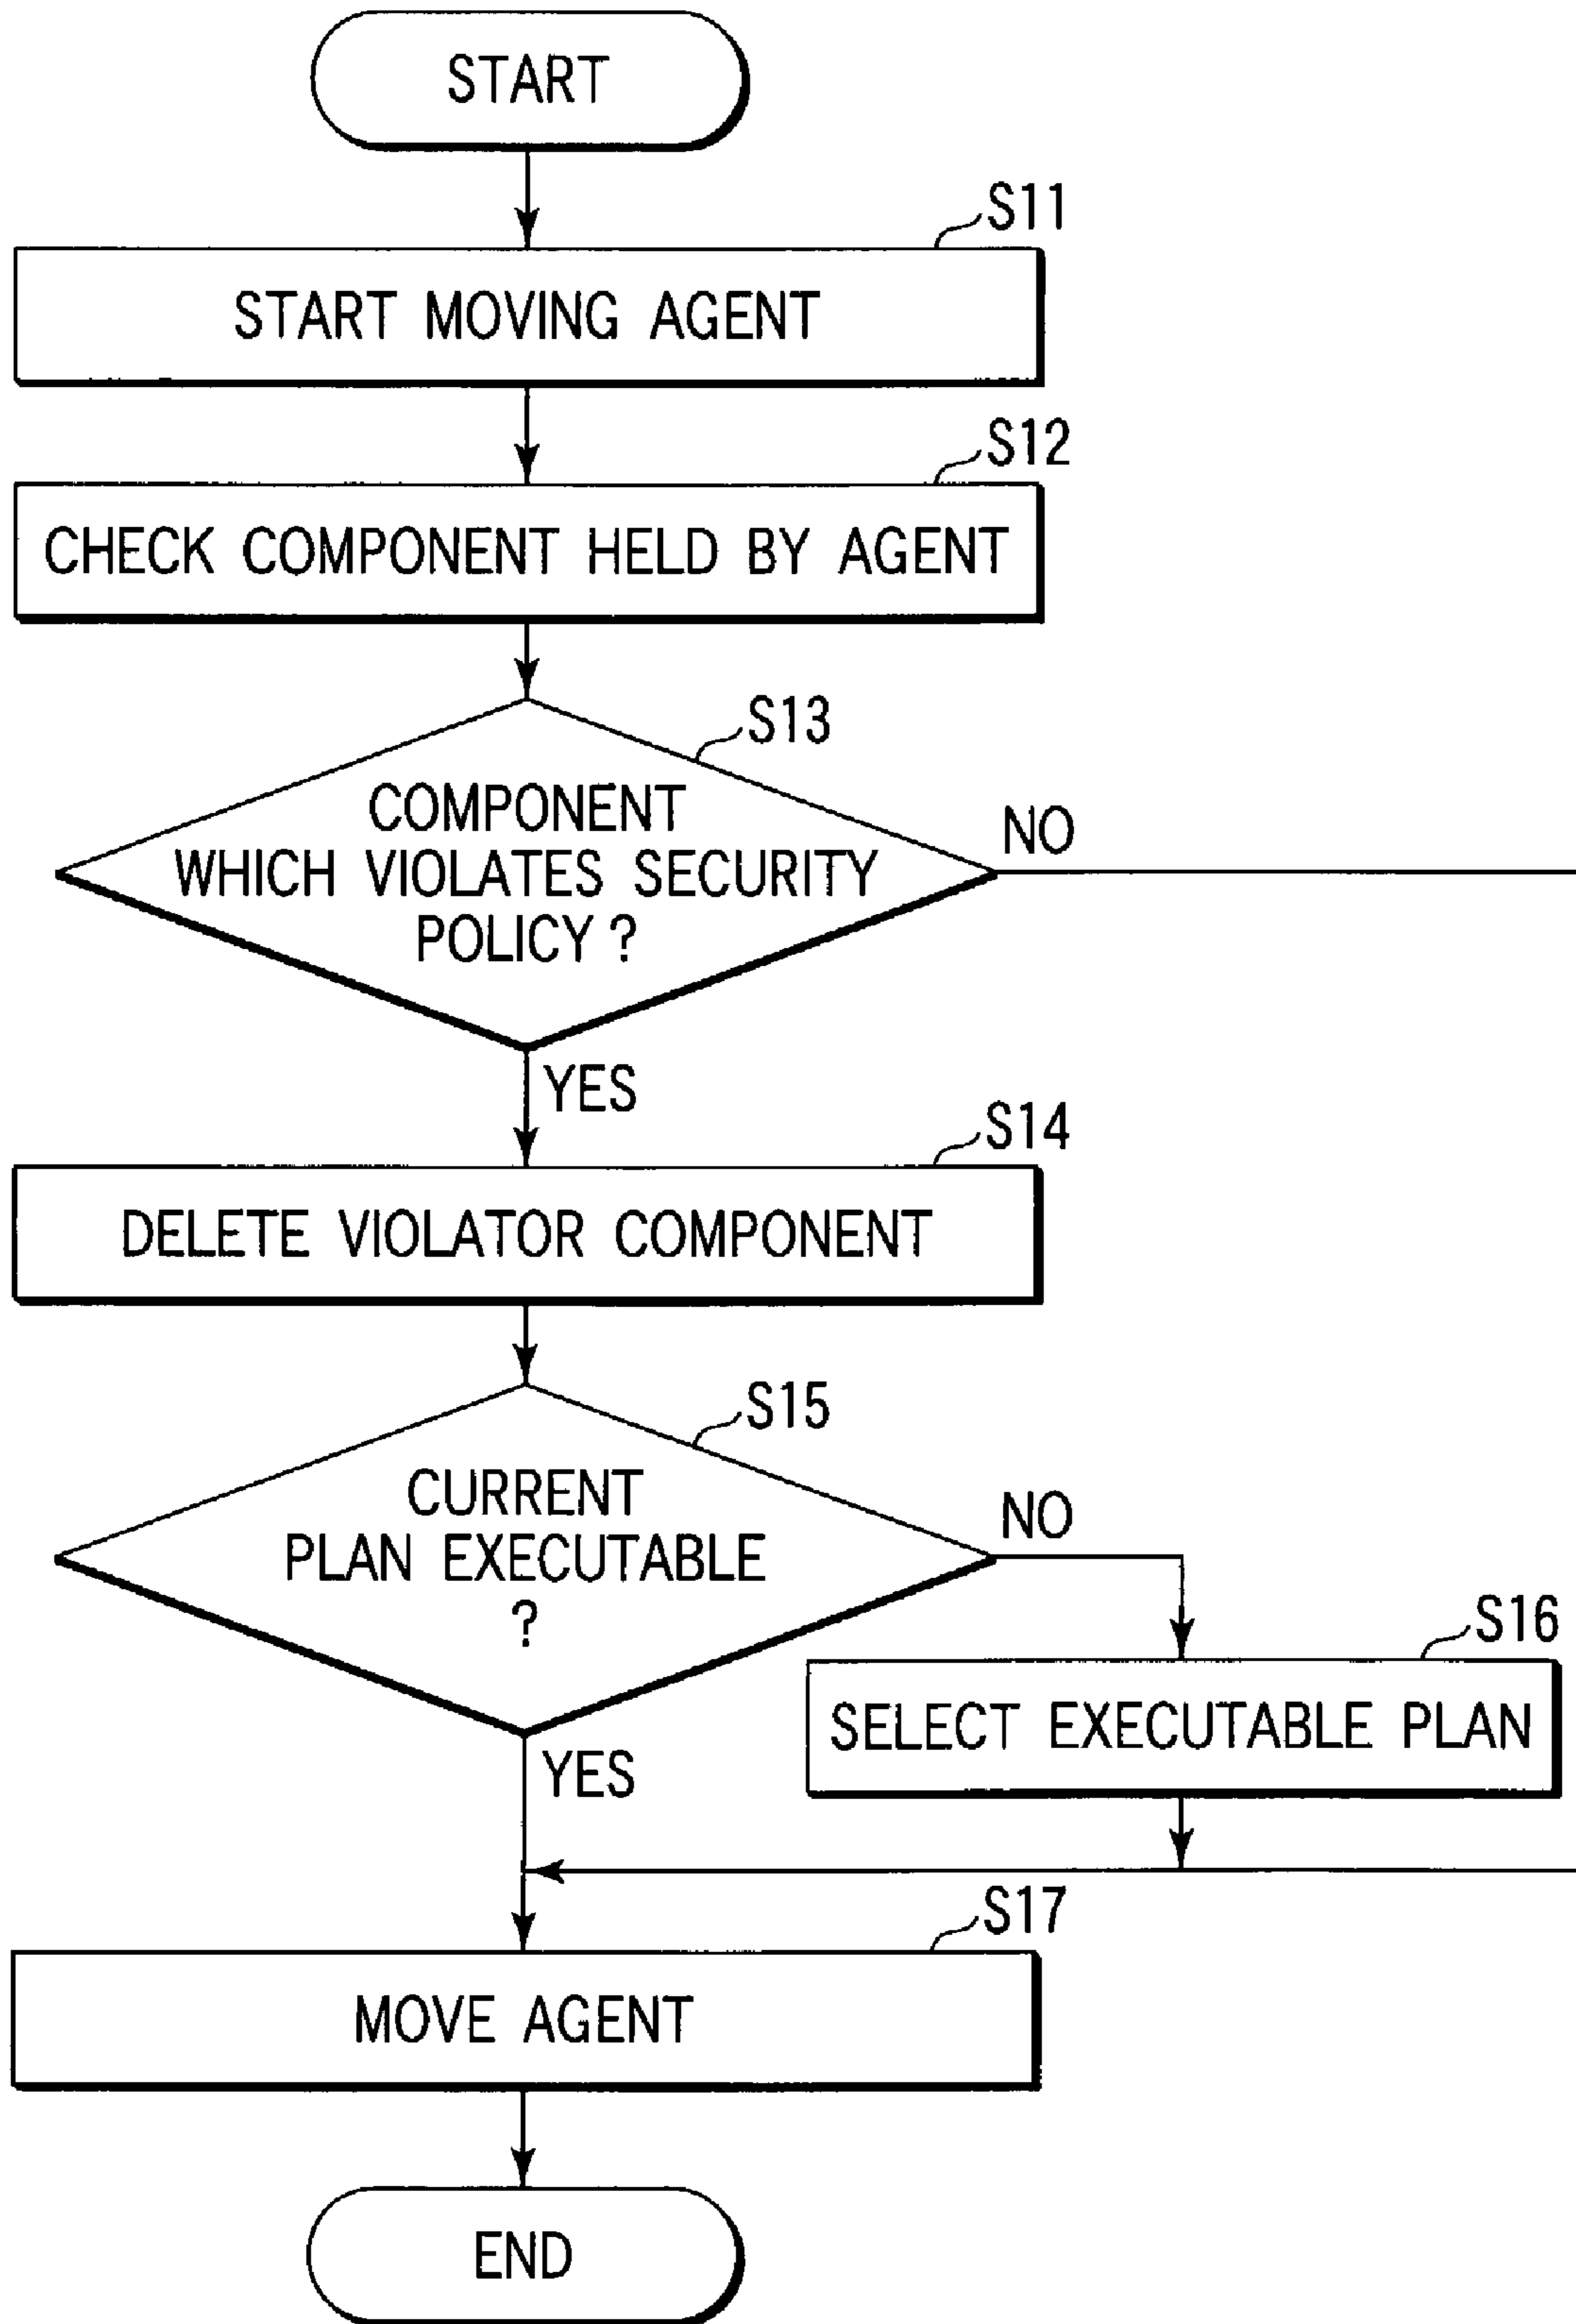 START
S11
START MOVING AGENT
S12
CHECK COMPONENT HELD BY AGENT
S13
COMPONENT
WHICH VIOLATES SECURITY
POLICY ?
NO
YES
S14
DELETE VIOLATOR COMPONENT
S15
CURRENT
PLAN EXECUTABLE
?
NO
S16
SELECT EXECUTABLE PLAN
YES
S17
MOVE AGENT
END